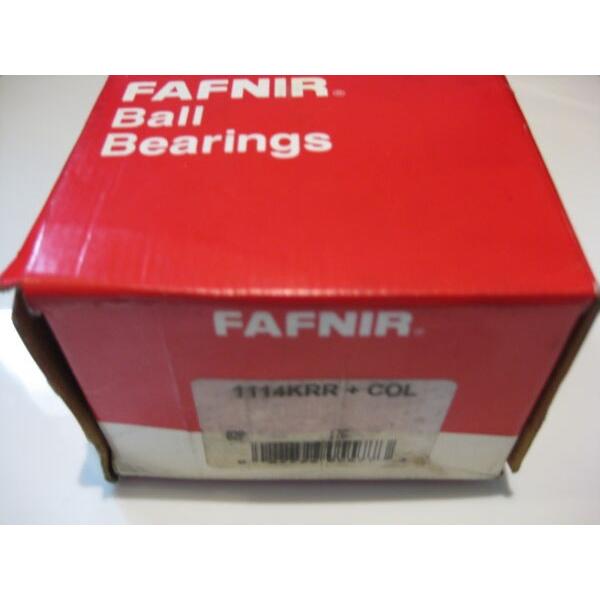 FAFNIR®
Ball
Bearings
FAFNIR®
1114KRR + COL